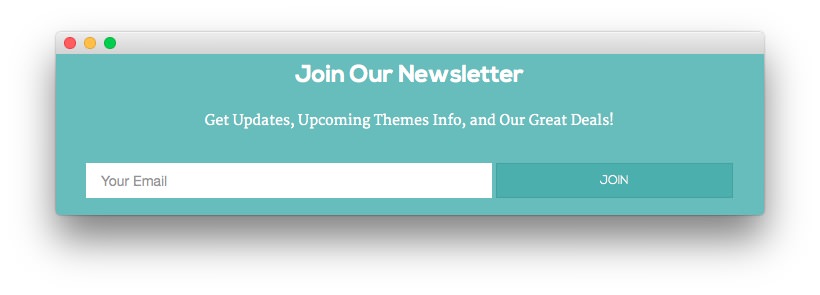 Join Our Newsletter
Get Updates, Upcoming Themes Info, and Our Great Deals!
Your Email
JOIN